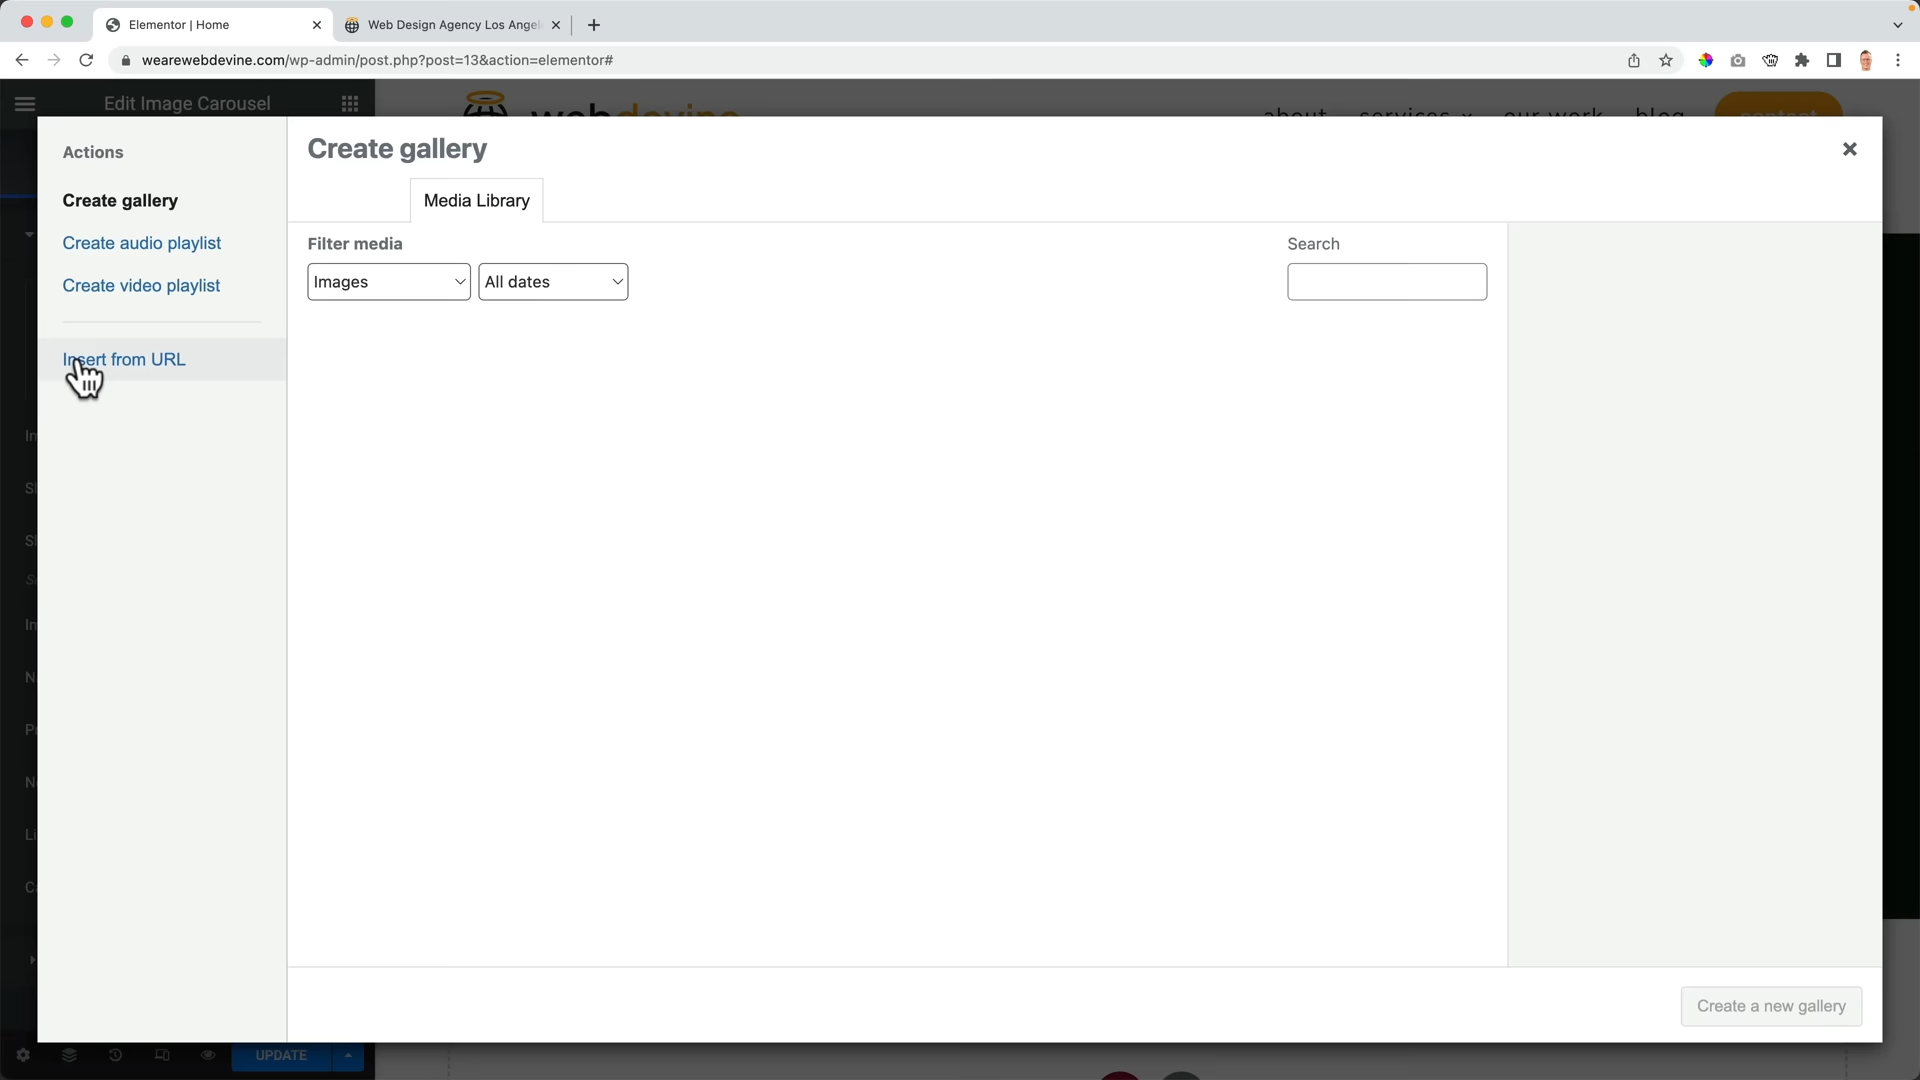 Elementor | Home
Web Design Agency Los Angel
wearewebdevine.com/wp-admin/post.php?post=13&action=elementor#
Edit Image Carousel
webdevine
about services our work blog contact
Actions
Create gallery
Create audio playlist
Create video playlist
Insert from URL
Create gallery
Media Library
Filter media
Images
All dates
Search
Create a new gallery
UPDATE